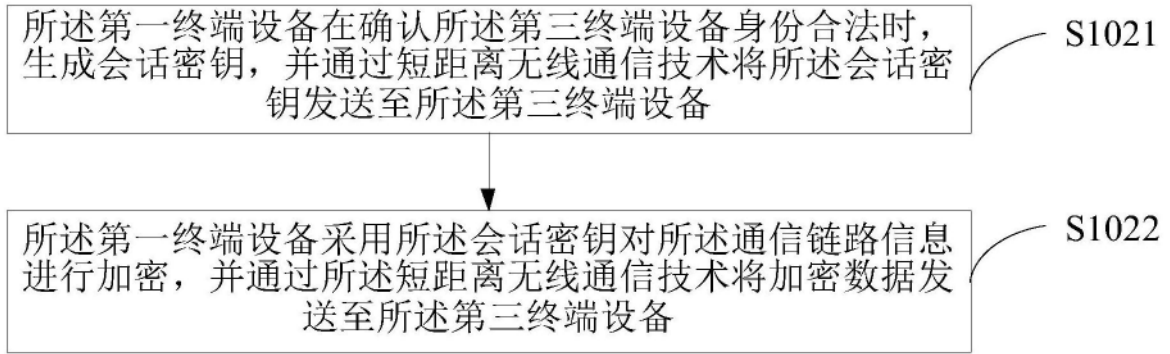 所述第一终端设备在确认所述第三终端设备身份合法时，
生成会话密钥，并通过短距离无线通信技术将所述会话密
钥发送至所述第三终端设备
S1021
所述第一终端设备采用所述会话密钥对所述通信链路信息
进行加密，并通过所述短距离无线通信技术将加密数据发
送至所述第三终端设备
S1022